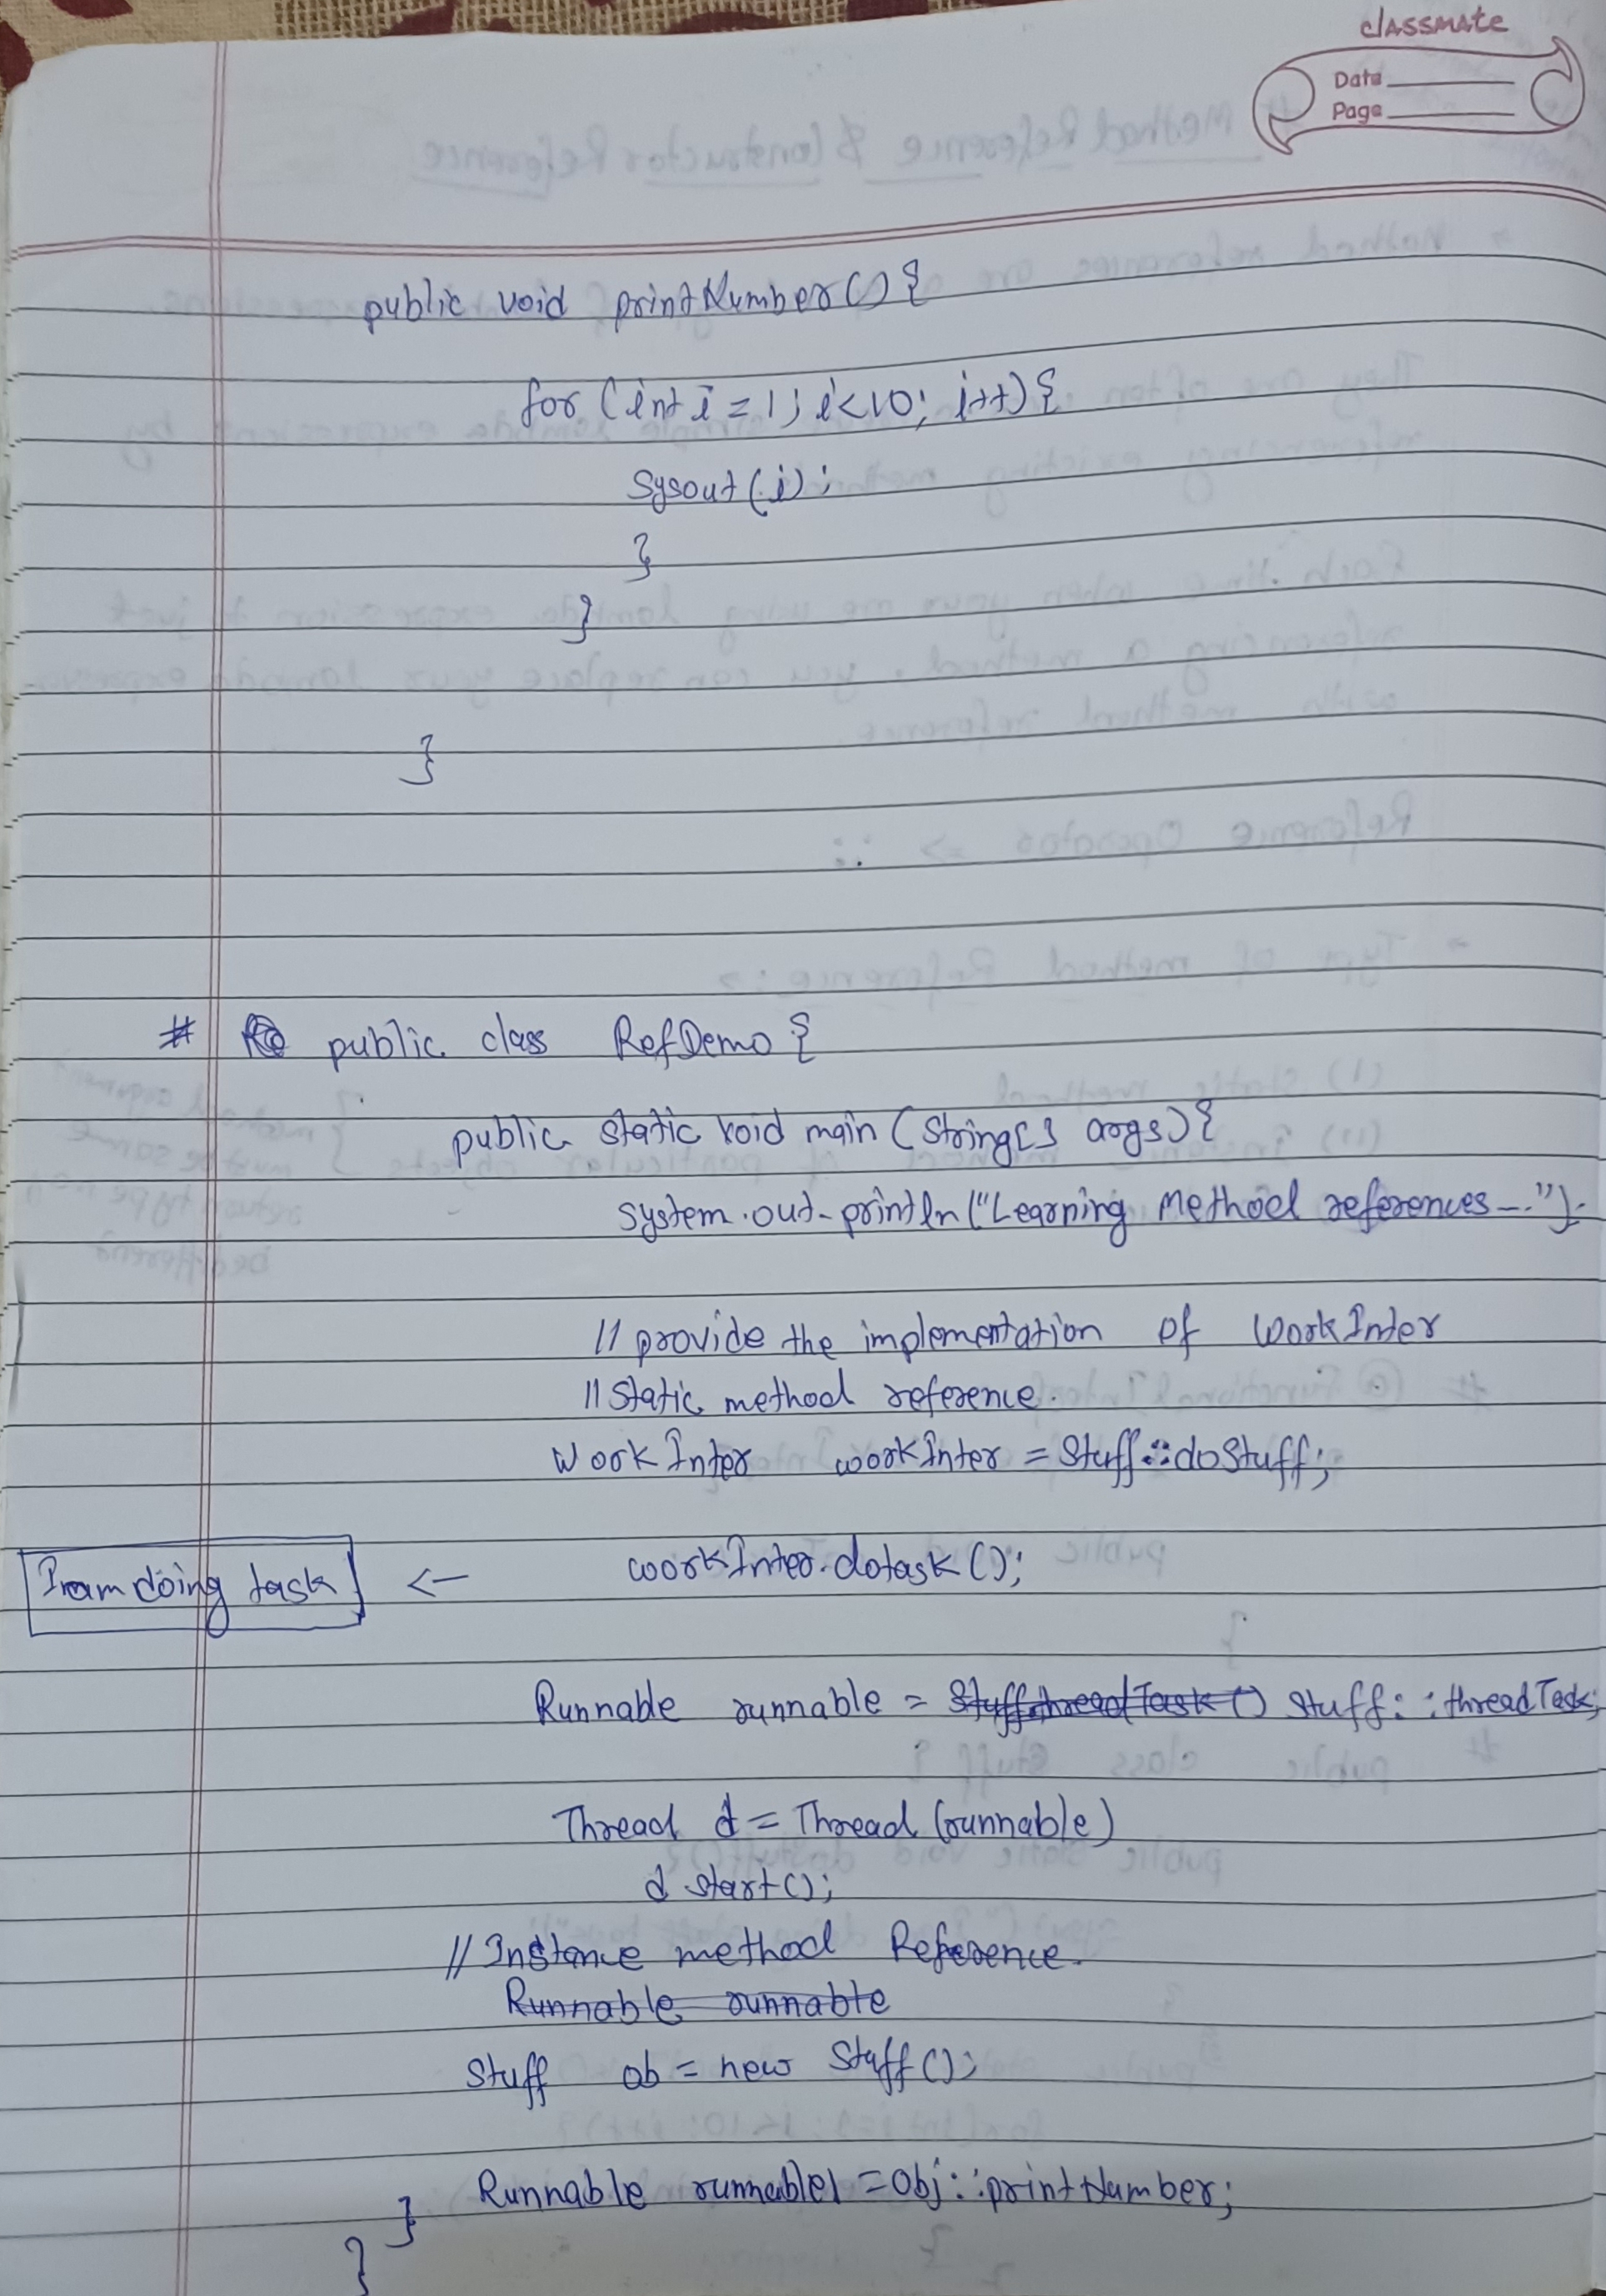 classmate
Date
Page
public void printNumber() {
for (int i = 1; i<10; i++) {
Sysout (i);
}
}
}
# public class RefDemo {
public static void main (String[] args) {
System.out.println ("Learning Method references -.");
// provide the implementation of WorkInter
// Static method reference.
WorkInter workInter = Stuff::doStuff;
I am doing task <- workInter.dotask ();
Runnable runnable = StuffthreadTask () Stuff::threadTask;
Thread d = Thread (runnable)
d start();
// Instance method Reference.
Runnable runnable
Stuff ob = new Stuff ();
Runnable runnable1 = obj::printNumber;
}
}